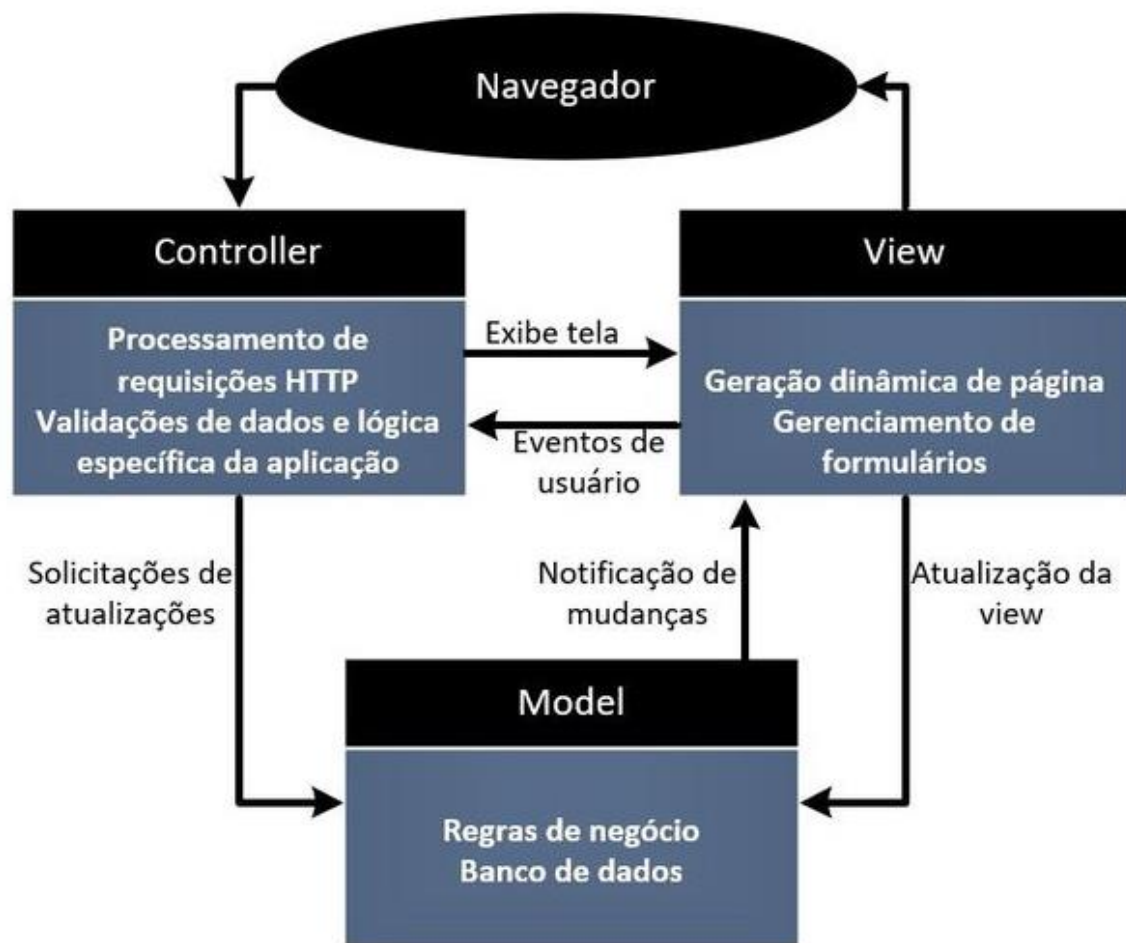 Navegador
Controller
Processamento de
requisições HTTP
Validações de dados e lógica
específica da aplicação
Exibe tela
Eventos de
usuário
View
Geração dinâmica de página
Gerenciamento de
formulários
Solicitações de
atualizações
Notificação de
mudanças
Atualização da
view
Model
Regras de negócio
Banco de dados